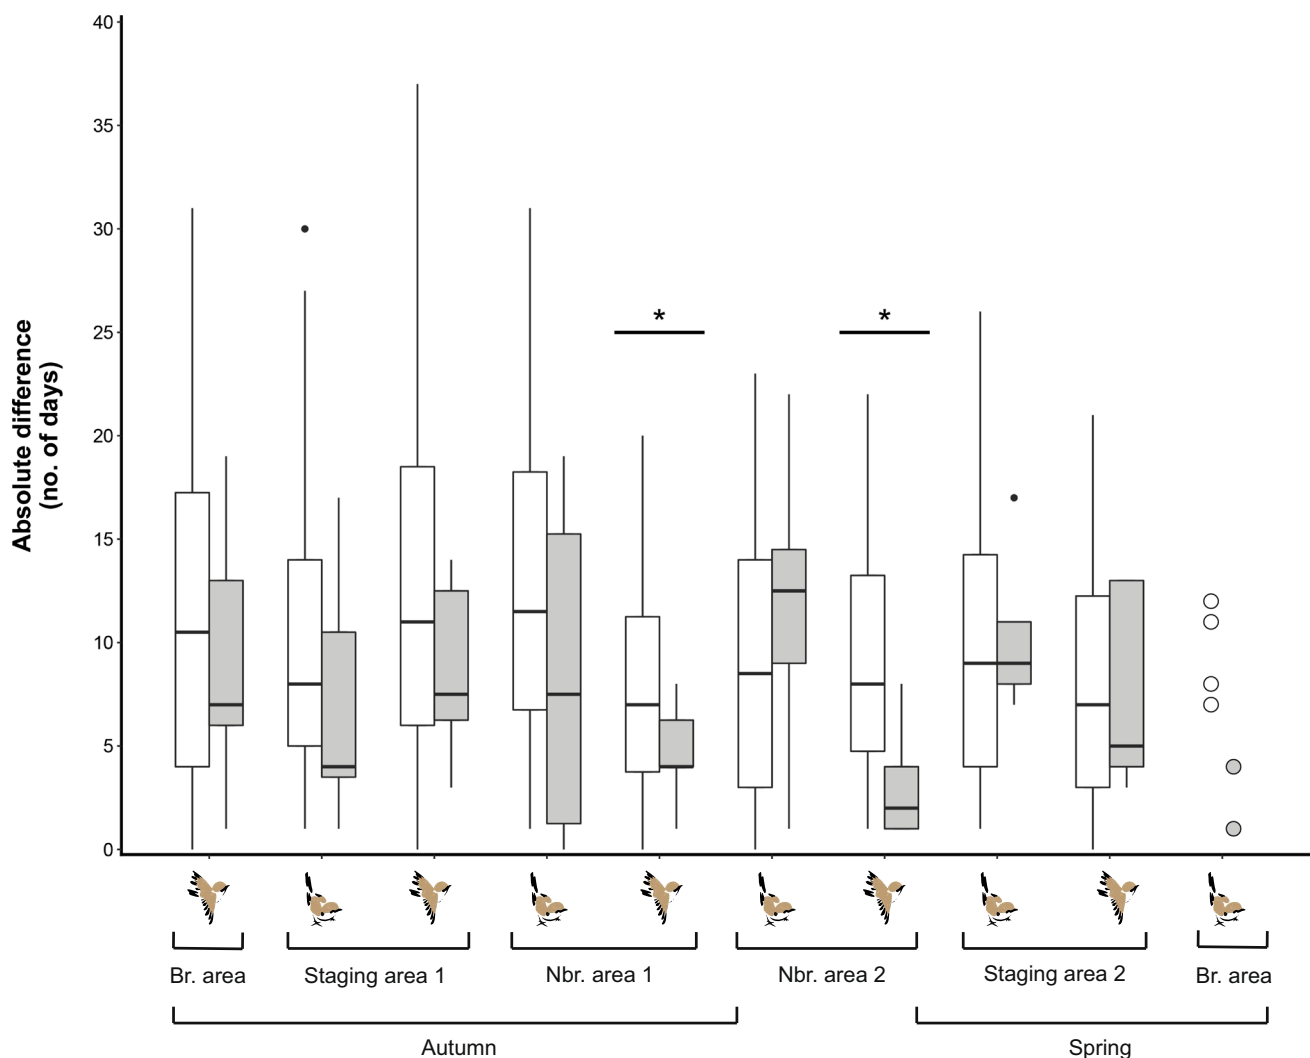 40
35
30
25
20
15
10
5
0
Absolute difference
(no. of days)
* *
Br. area Staging area 1 Nbr. area 1 Nbr. area 2 Staging area 2 Br. area
Autumn Spring